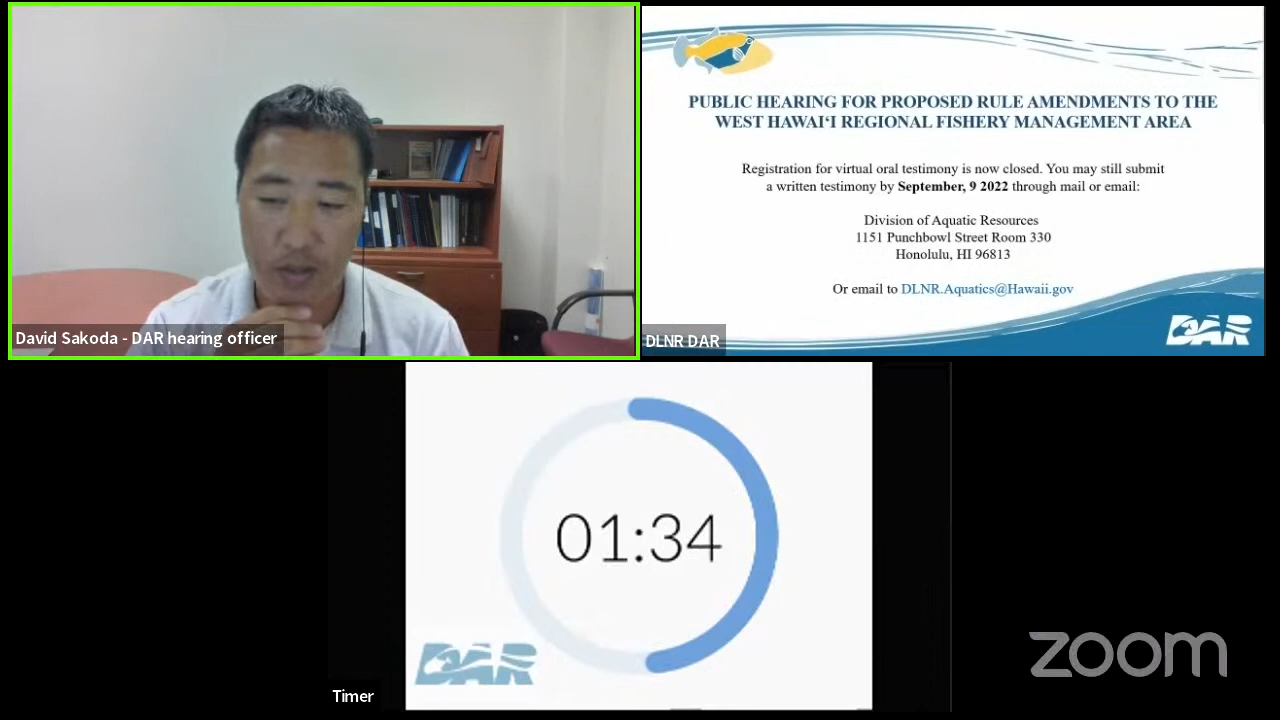 David Sakoda - DAR hearing officer
PUBLIC HEARING FOR PROPOSED RULE AMENDMENTS TO THE
WEST HAWAIʻI REGIONAL FISHERY MANAGEMENT AREA
Registration for virtual oral testimony is now closed. You may still submit
a written testimony by September, 9 2022 through mail or email:
Division of Aquatic Resources
1151 Punchbowl Street Room 330
Honolulu, HI 96813
Or email to DLNR.Aquatics@Hawaii.gov
DAR
DLNR DAR
01:34
DAR
Timer
zoom